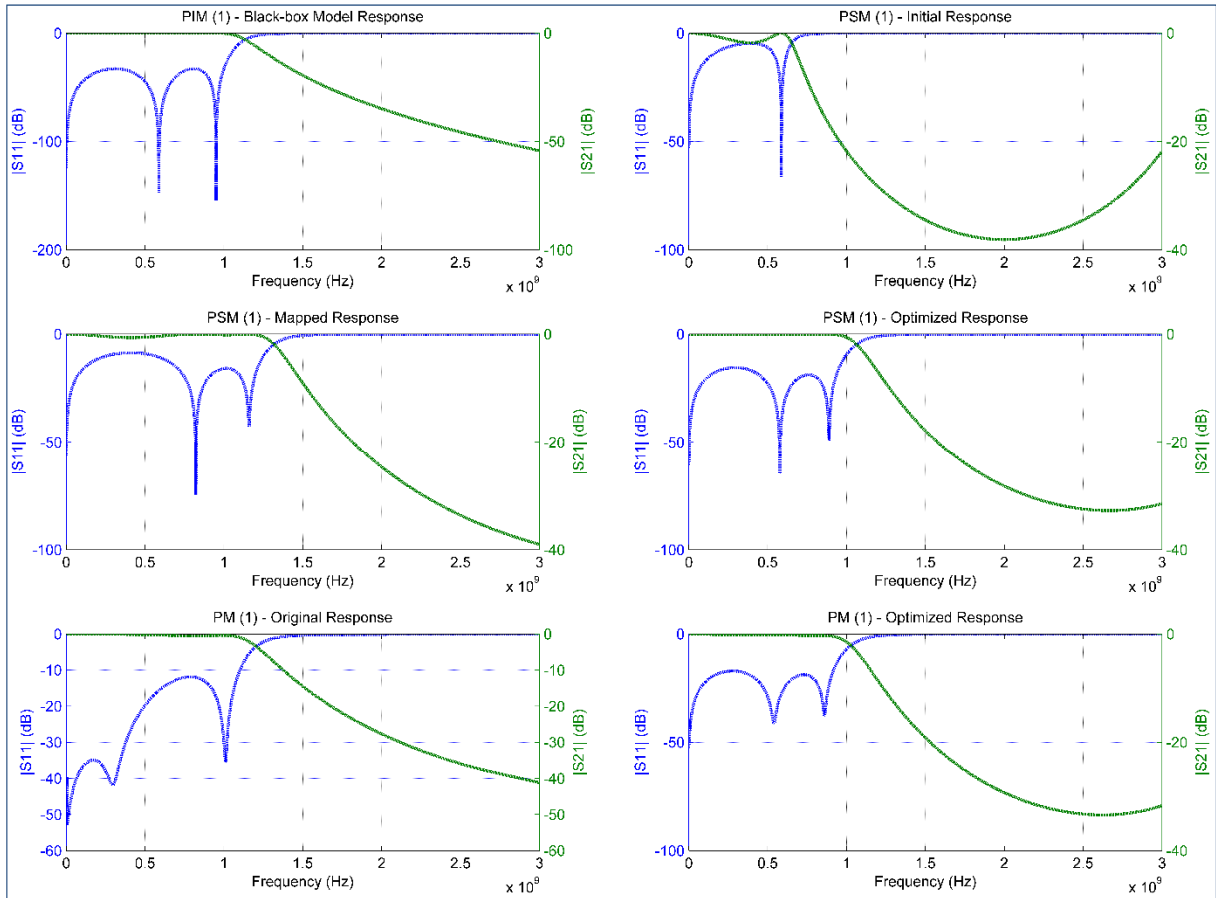 PIM (1) - Black-box Model Response
0
-100
-200
|S11| (dB)
0
-50
-100
|S21| (dB)
0 0.5 1 1.5 2 2.5 3
Frequency (Hz)
x 10^9
PSM (1) - Initial Response
0
-50
-100
|S11| (dB)
0
-20
-40
|S21| (dB)
0 0.5 1 1.5 2 2.5 3
Frequency (Hz)
x 10^9
PSM (1) - Mapped Response
0
-50
-100
|S11| (dB)
0
-20
-40
|S21| (dB)
0 0.5 1 1.5 2 2.5 3
Frequency (Hz)
x 10^9
PSM (1) - Optimized Response
0
-50
-100
|S11| (dB)
0
-20
-40
|S21| (dB)
0 0.5 1 1.5 2 2.5 3
Frequency (Hz)
x 10^9
PM (1) - Original Response
0
-10
-20
-30
-40
-50
-60
|S11| (dB)
0
-10
-20
-30
-40
-50
-60
|S21| (dB)
0 0.5 1 1.5 2 2.5 3
Frequency (Hz)
x 10^9
PM (1) - Optimized Response
0
-50
-100
|S11| (dB)
0
-20
-40
|S21| (dB)
0 0.5 1 1.5 2 2.5 3
Frequency (Hz)
x 10^9